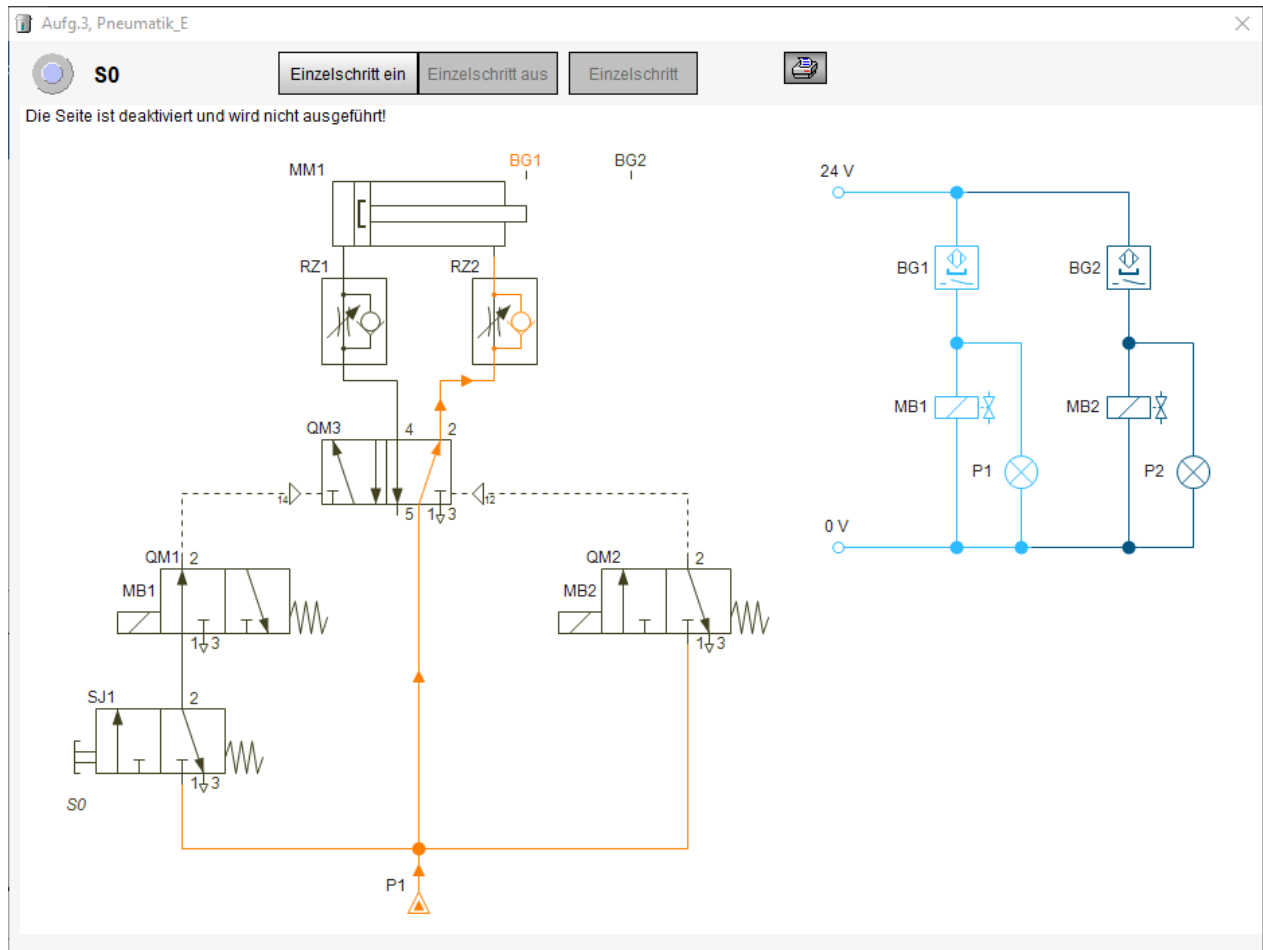 Aufg.3, Pneumatik_E
S0
Einzelschritt ein
Einzelschritt aus
Einzelschritt
Die Seite ist deaktiviert und wird nicht ausgeführt!
MM1
BG1
BG2
24 V
RZ1
RZ2
BG1
BG2
QM3
4
2
MB1
MB2
P1
P2
14
12
5
1
3
0 V
QM1
2
QM2
2
MB1
MB2
1
3
1
3
SJ1
2
1
3
S0
P1